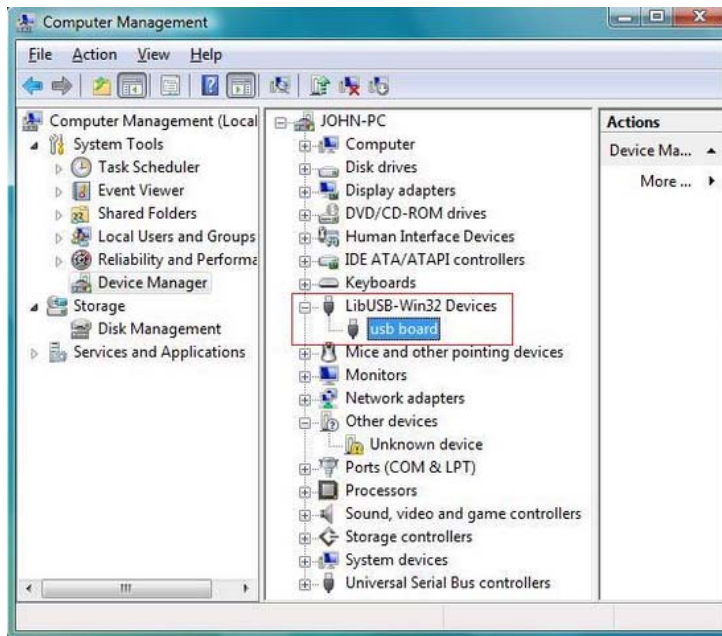 Computer Management
File Action View Help
Computer Management (Local
System Tools
Task Scheduler
Event Viewer
Shared Folders
Local Users and Groups
Reliability and Performa
Device Manager
Storage
Disk Management
Services and Applications
JOHN-PC
Computer
Disk drives
Display adapters
DVD/CD-ROM drives
Human Interface Devices
IDE ATA/ATAPI controllers
Keyboards
LibUSB-Win32 Devices
usb board
Mice and other pointing devices
Monitors
Network adapters
Other devices
Unknown device
Ports (COM & LPT)
Processors
Sound, video and game controllers
Storage controllers
System devices
Universal Serial Bus controllers
Actions
Device Ma...
More ...